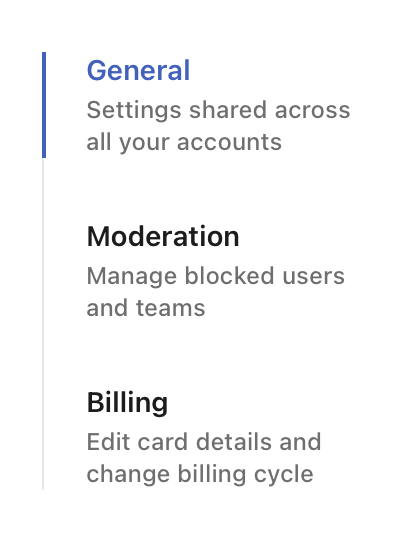 General
Settings shared across
all your accounts
Moderation
Manage blocked users
and teams
Billing
Edit card details and
change billing cycle